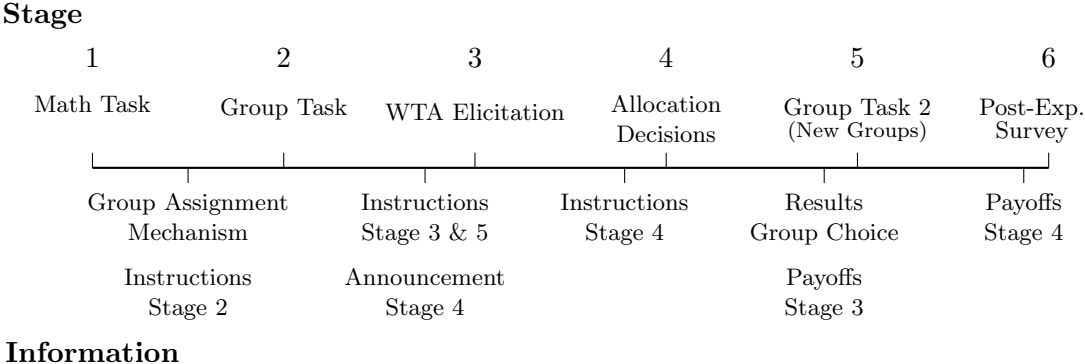 Stage
1 2 3 4 5 6
Math Task
Group Task
WTA Elicitation
Allocation
Decisions
Group Task 2
(New Groups)
Post-Exp.
Survey
Group Assignment
Mechanism
Instructions
Stage 2
Instructions
Stage 3 & 5
Announcement
Stage 4
Instructions
Stage 4
Results
Group Choice
Payoffs
Stage 3
Payoffs
Stage 4
Information